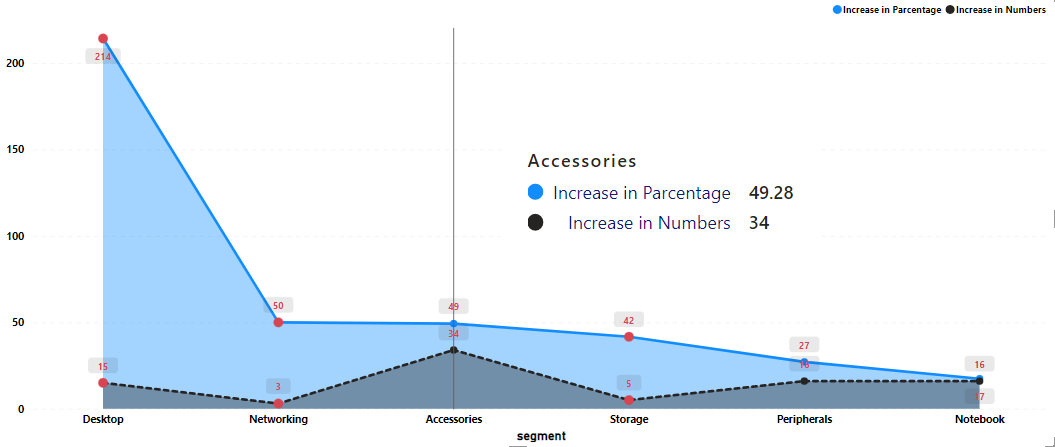 Increase in Parcentage Increase in Numbers
200
150
100
50
0
214
15
50
3
49
34
42
5
27
16
16
17
Accessories
Increase in Parcentage 49.28
Increase in Numbers 34
Desktop Networking Accessories Storage Peripherals Notebook
segment